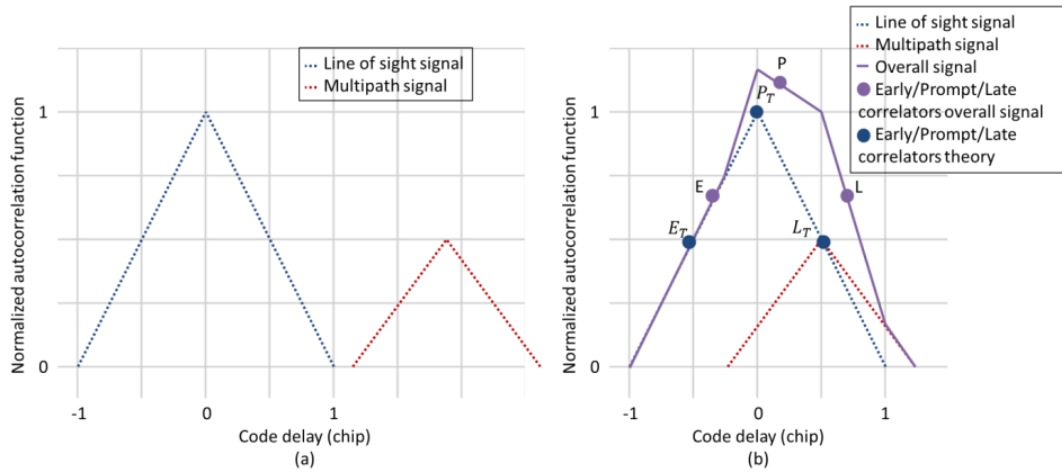 Line of sight signal
Multipath signal
Normalized autocorrelation function
1
0
-1
0
1
Code delay (chip)
(a)
Line of sight signal
Multipath signal
Overall signal
Early/Prompt/Late
correlators overall signal
Early/Prompt/Late
correlators theory
Normalized autocorrelation function
1
0
P
P_T
E
L
E_T
L_T
-1
0
1
Code delay (chip)
(b)